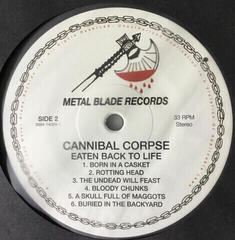 METAL BLADE RECORDS
SIDE 2
33 RPM
Stereo
CANNIBAL CORPSE
EATEN BACK TO LIFE
1. BORN IN A CASKET
2. ROTTING HEAD
3. THE UNDEAD WILL FEAST
4. BLOODY CHUNKS
5. A SKULL FULL OF MAGGOTS
6. BURIED IN THE BACKYARD